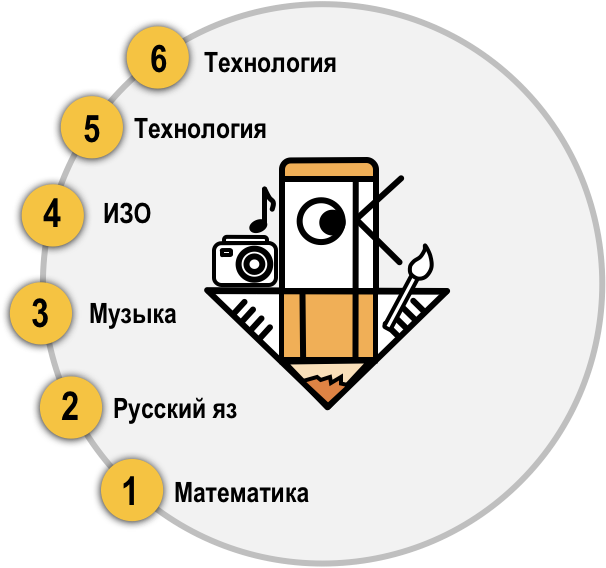 6 Технология
5 Технология
4 ИЗО
3 Музыка
2 Русский яз
1 Математика